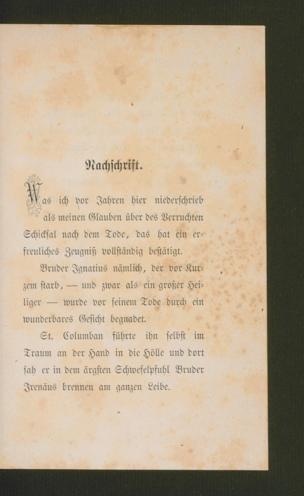 Nachschrift.
Was ich vor Jahren hier niederschrieb
als meinen Glauben über des Verruchten
Schicksal nach dem Tode, das hat ein er-
freuliches Zeugniß vollständig bestätigt.
Bruder Ignatius nämlich, der vor Kur-
zem starb, — und zwar als ein großer Hei-
liger — wurde vor seinem Tode durch ein
wunderbares Gesicht begnadet.
St. Columban führte ihn selbst im
Traum an der Hand in die Hölle und dort
sah er in dem ärgsten Schwefelpfuhl Bruder
Irenäus brennen am ganzen Leibe.